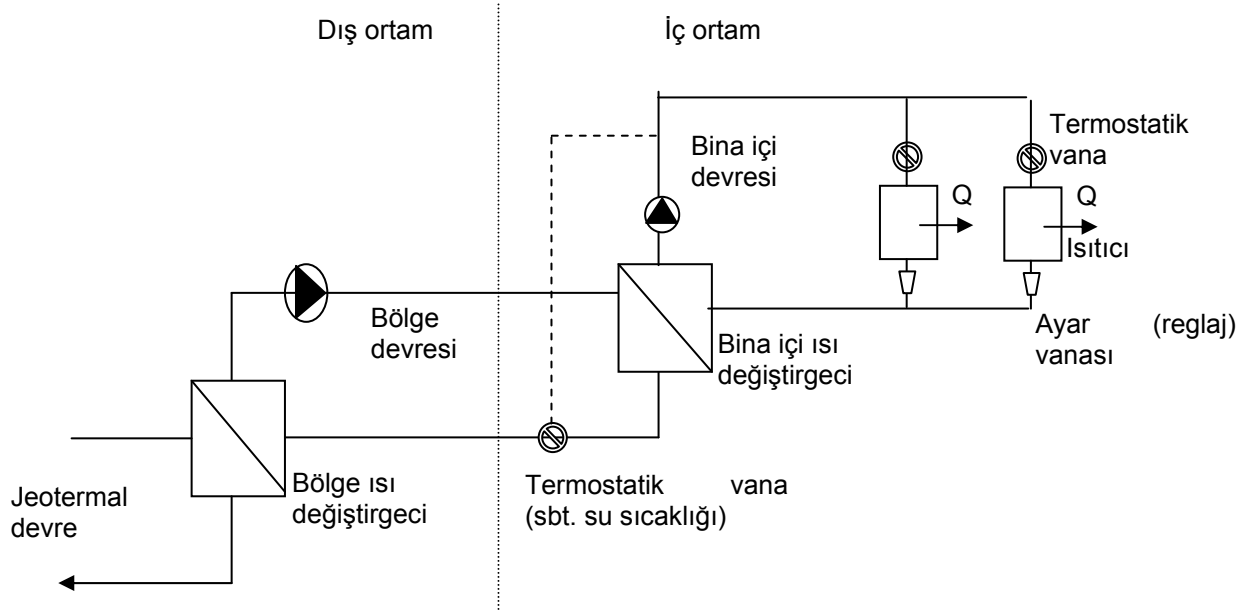 Dış ortam
İç ortam
Termostatik
vana
Bina içi
devresi
Q
Q
Isıtıcı
Bölge
devresi
Ayar (reglaj)
vanası
Bina içi ısı
değiştirgeci
Jeotermal
devre
Bölge ısı
değiştirgeci
Termostatik vana
(sbt. su sıcaklığı)